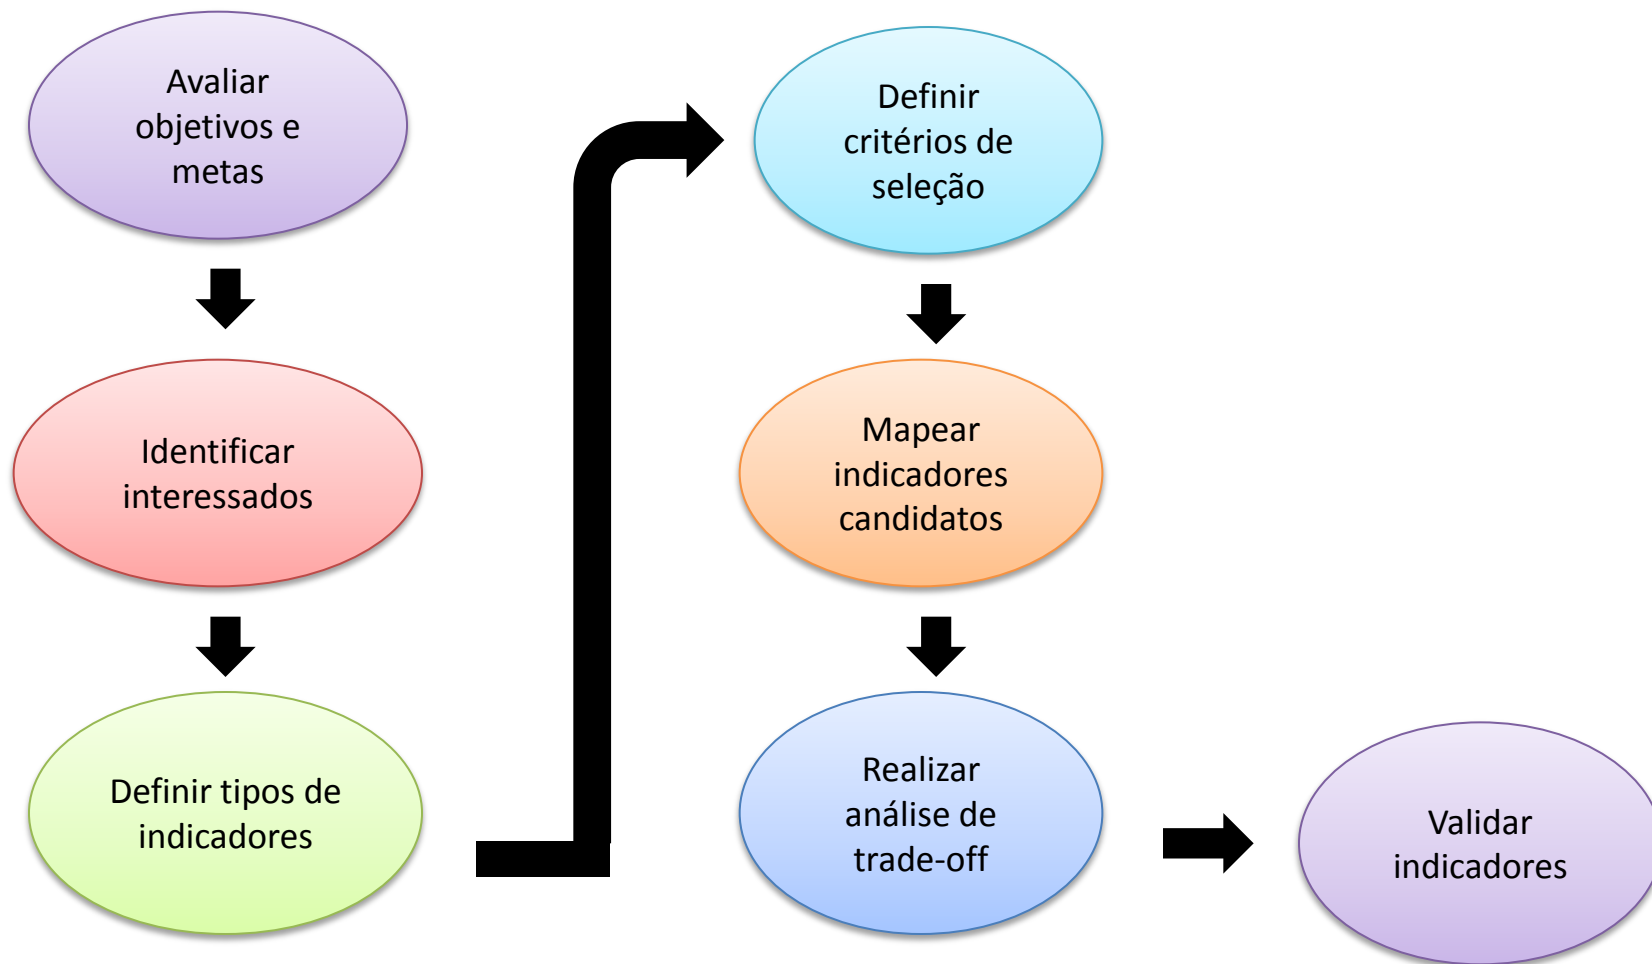 Avaliar
objetivos e
metas
Identificar
interessados
Definir tipos de
indicadores
Definir
critérios de
seleção
Mapear
indicadores
candidatos
Realizar
análise de
trade-off
Validar
indicadores